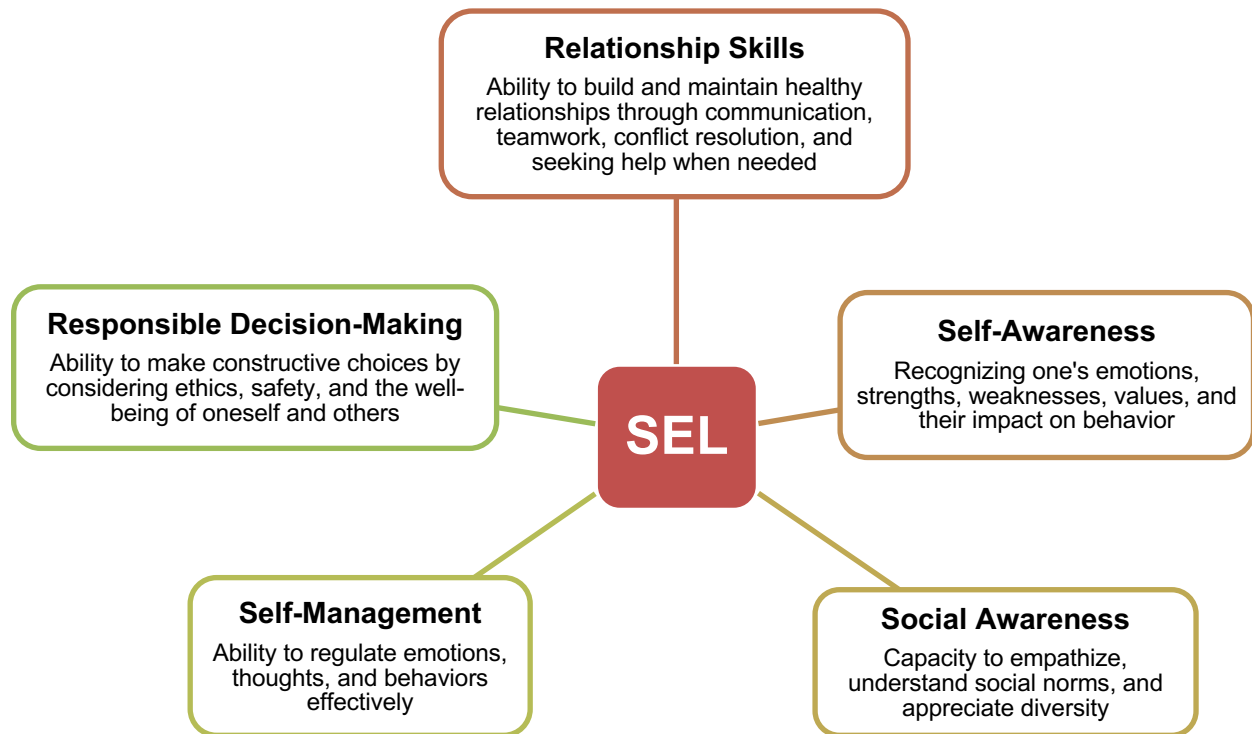 Relationship Skills
Ability to build and maintain healthy
relationships through communication,
teamwork, conflict resolution, and
seeking help when needed
Responsible Decision-Making
Ability to make constructive choices by
considering ethics, safety, and the well-
being of oneself and others
Self-Awareness
Recognizing one's emotions,
strengths, weaknesses, values, and
their impact on behavior
SEL
Self-Management
Ability to regulate emotions,
thoughts, and behaviors
effectively
Social Awareness
Capacity to empathize,
understand social norms, and
appreciate diversity